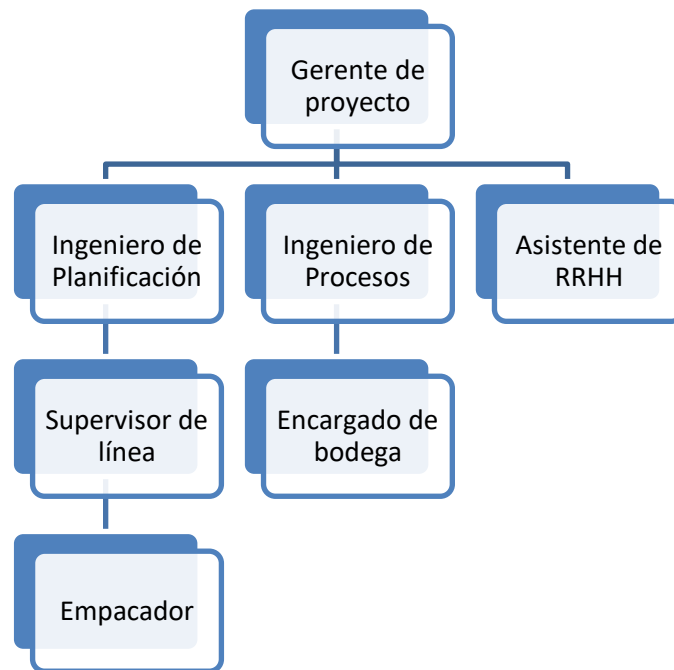 Gerente de
proyecto
Ingeniero de
Planificación
Ingeniero de
Procesos
Asistente de
RRHH
Supervisor de
línea
Encargado de
bodega
Empacador